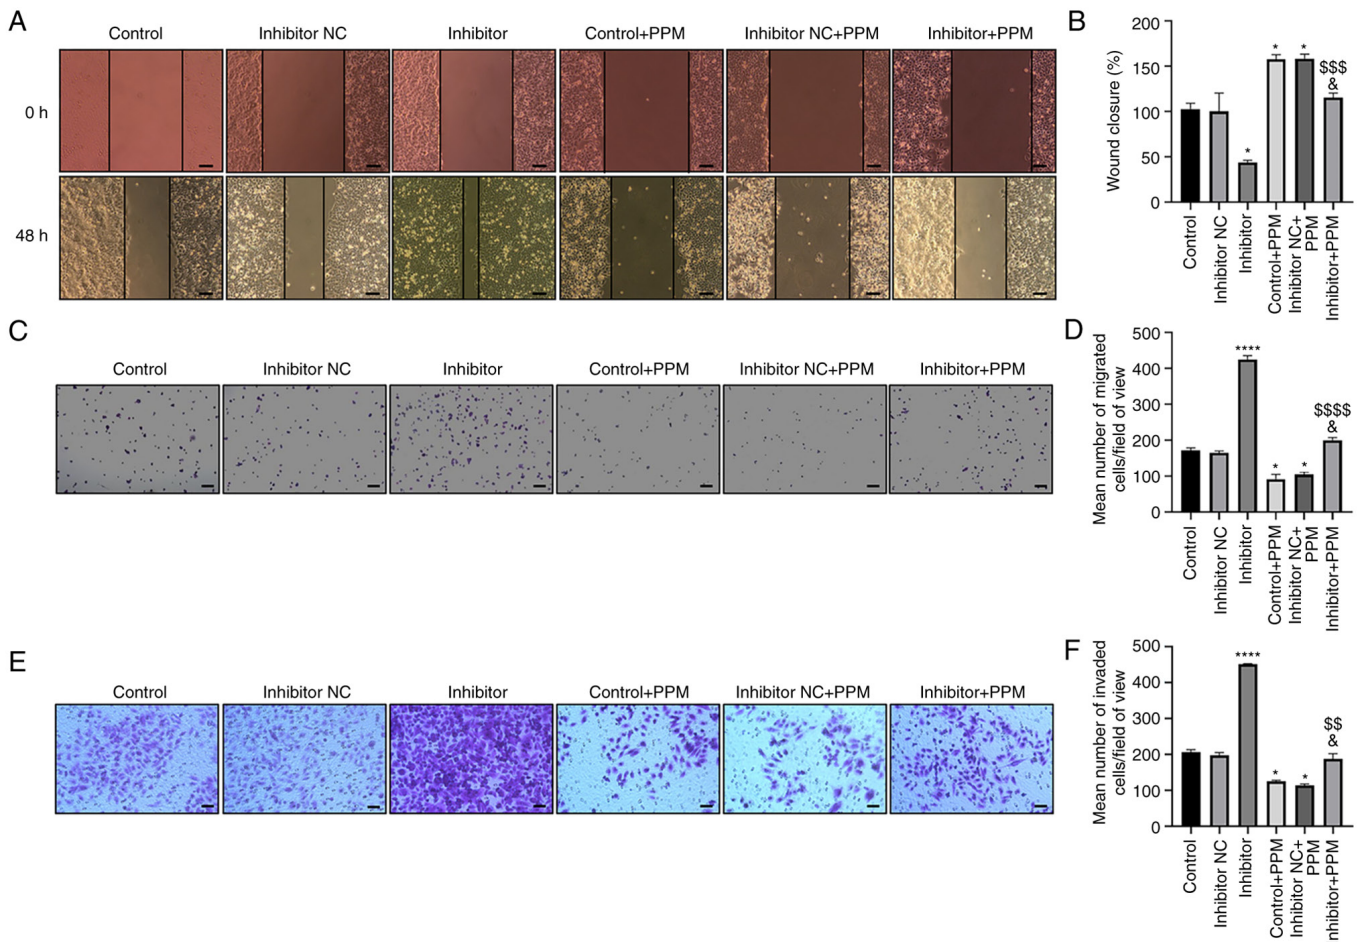 A
Control
Inhibitor NC
Inhibitor
Control+PPM
Inhibitor NC+PPM
Inhibitor+PPM
0 h
48 h
B
Wound closure (%)
200
150
100
50
0
*
*
*
$$$
&
Control
Inhibitor NC
Inhibitor
Control+PPM
Inhibitor NC+
PPM
Inhibitor+PPM
C
Control
Inhibitor NC
Inhibitor
Control+PPM
Inhibitor NC+PPM
Inhibitor+PPM
D
Mean number of migrated
cells/field of view
500
400
300
200
100
0
****
*
*
$$$$
&
Control
Inhibitor NC
Inhibitor
Control+PPM
Inhibitor NC+
PPM
Inhibitor+PPM
E
Control
Inhibitor NC
Inhibitor
Control+PPM
Inhibitor NC+PPM
Inhibitor+PPM
F
Mean number of invaded
cells/field of view
500
400
300
200
100
0
****
*
*
$$
&
Control
Inhibitor NC
Inhibitor
Control+PPM
Inhibitor NC+
PPM
nhibitor+PPM